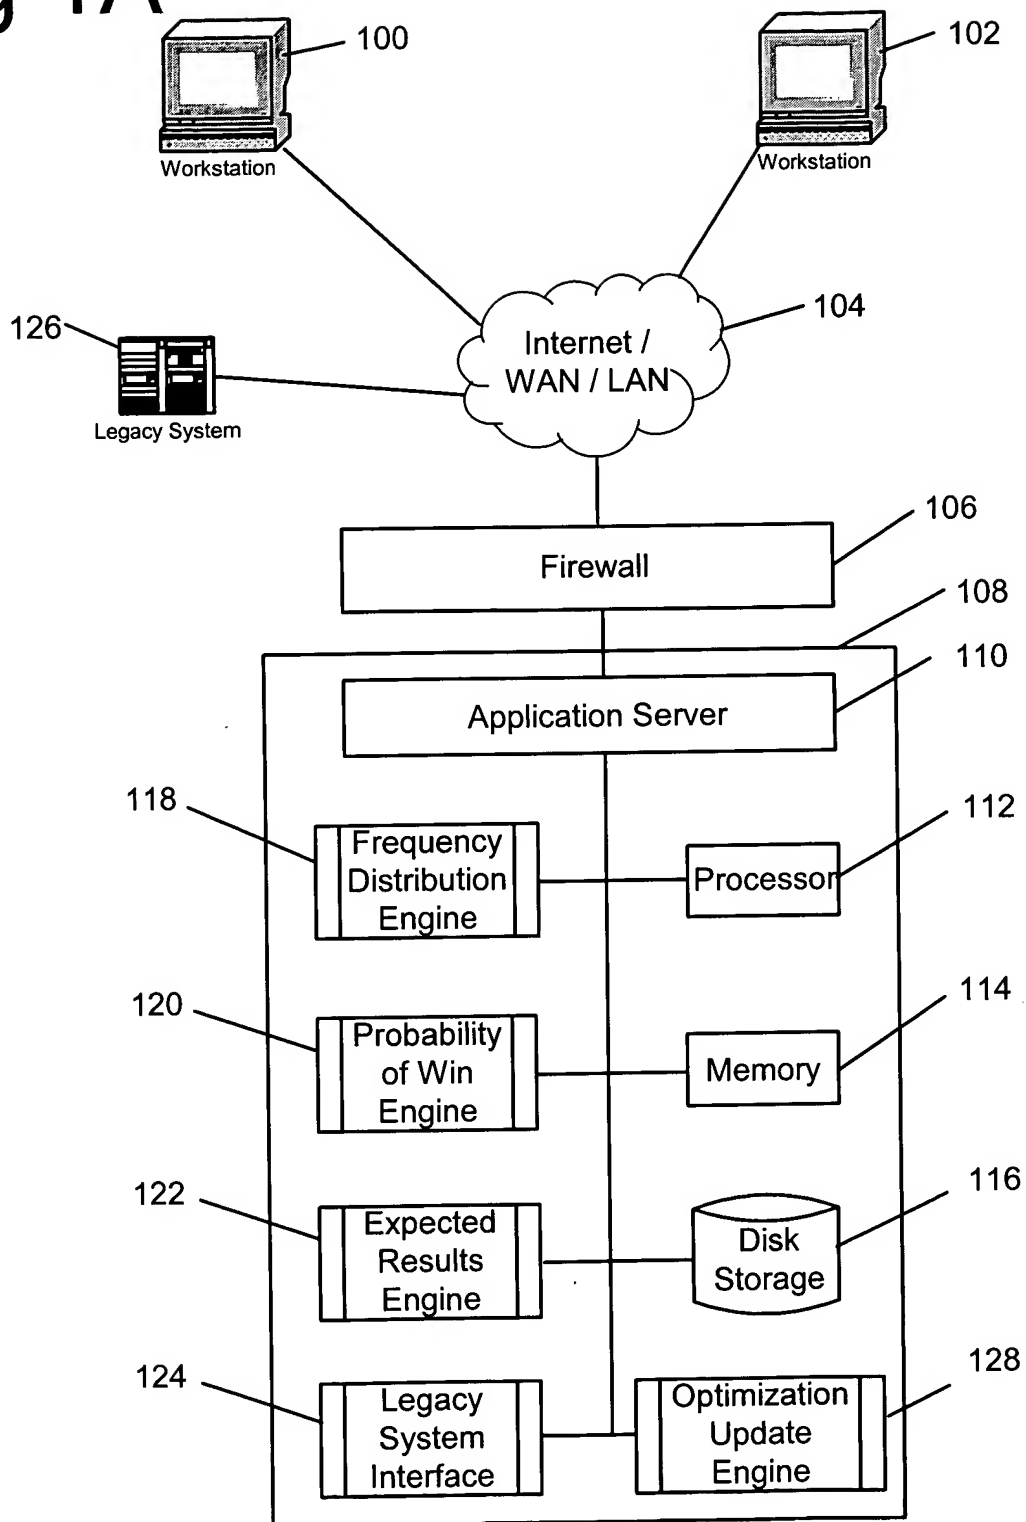 g 1A
100
102
Workstation
Workstation
104
126
Internet /
WAN / LAN
Legacy System
106
Firewall
108
110
Application Server
118
112
Frequency
Distribution
Engine
Processor
120
114
Probability
of Win
Engine
Memory
122
116
Expected
Results
Engine
Disk
Storage
124
128
Legacy
System
Interface
Optimization
Update
Engine